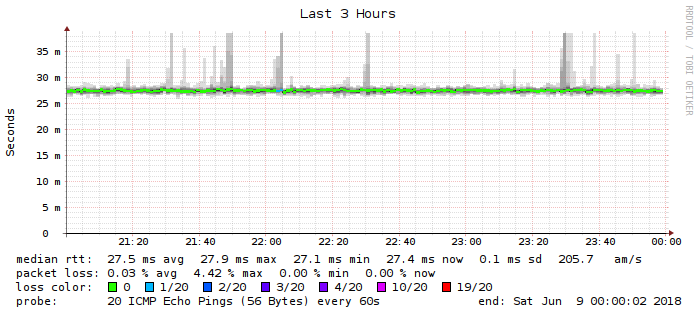 Last 3 Hours
RRDTOOL / TOBI OETIKER
Seconds
35 m
30 m
25 m
20 m
15 m
10 m
5 m
0
21:20 21:40 22:00 22:20 22:40 23:00 23:20 23:40 00:00
median rtt: 27.5 ms avg 27.9 ms max 27.1 ms min 27.4 ms now 0.1 ms sd 205.7 am/s
packet loss: 0.03 % avg 4.42 % max 0.00 % min 0.00 % now
loss color: 0 1/20 2/20 3/20 4/20 10/20 19/20
probe: 20 ICMP Echo Pings (56 Bytes) every 60s end: Sat Jun 9 00:00:02 2018